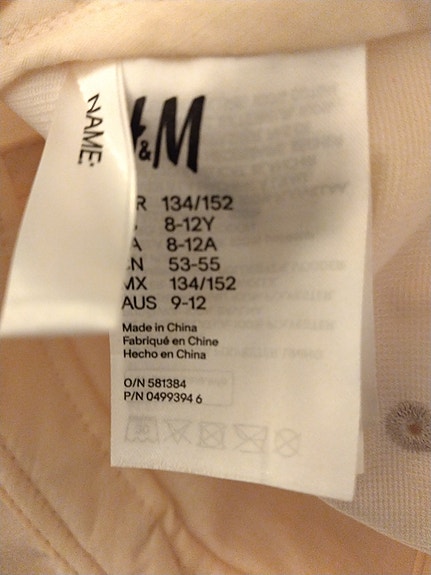 NAME:
&M
R 134/152
8-12Y
A 8-12A
CN 53-55
MX 134/152
AUS 9-12
Made in China
Fabriqué en Chine
Hecho en China
O/N 581384
P/N 0499394 6